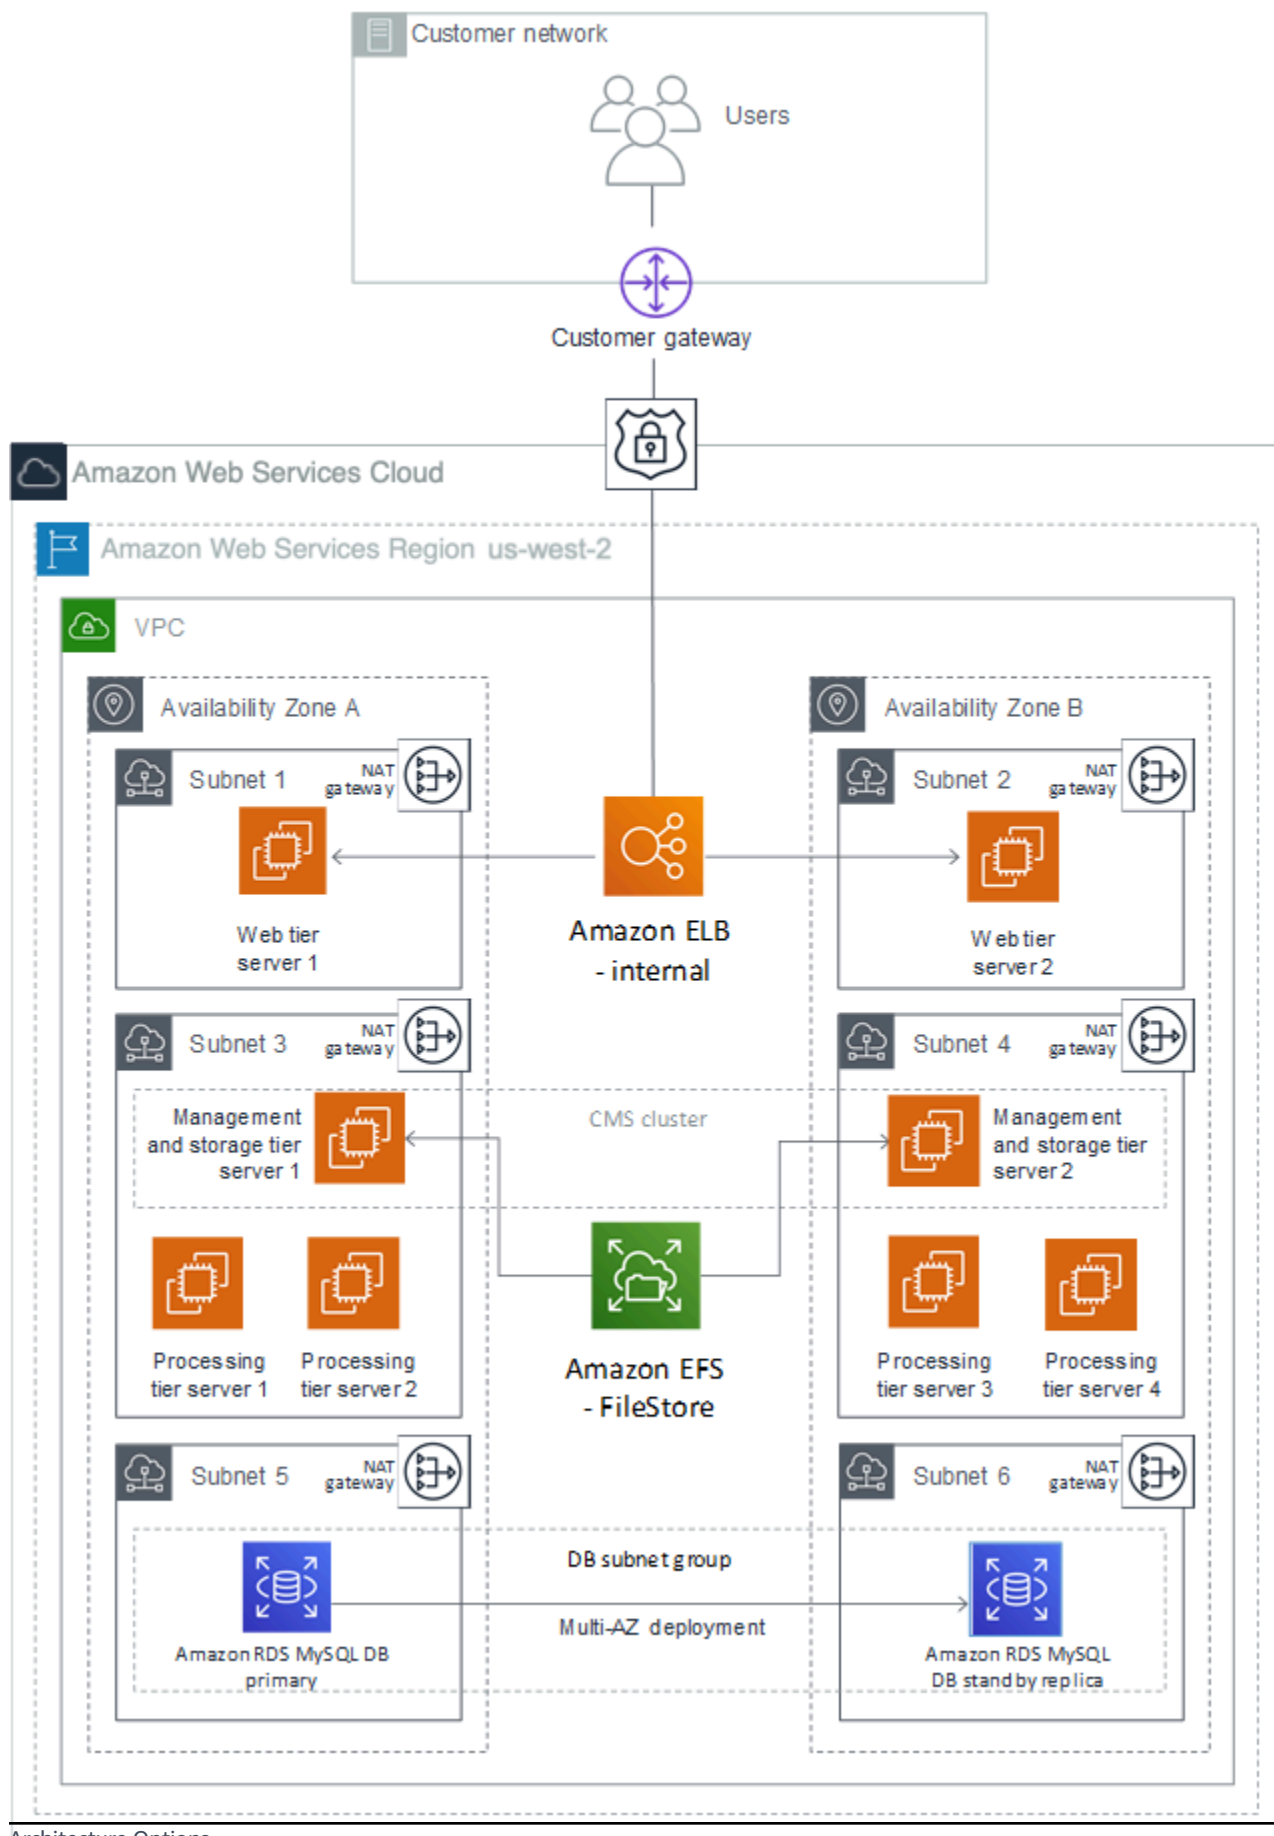 Customer network
Users
Customer gateway
Amazon Web Services Cloud
Amazon Web Services Region us-west-2
VPC
Availability Zone A
Availability Zone B
Subnet 1
NAT
gateway
Subnet 2
NAT
gateway
Web tier
server 1
Amazon ELB
- internal
Web tier
server 2
Subnet 3
NAT
gateway
Subnet 4
NAT
gateway
Management
and storage tier
server 1
CMS cluster
Management
and storage tier
server 2
Processing
tier server 1
Processing
tier server 2
Amazon EFS
- FileStore
Processing
tier server 3
Processing
tier server 4
Subnet 5
NAT
gateway
Subnet 6
NAT
gateway
DB subnet group
Multi-AZ deployment
Amazon RDS MySQL DB
primary
Amazon RDS MySQL
DB standby replica
Architecture Options